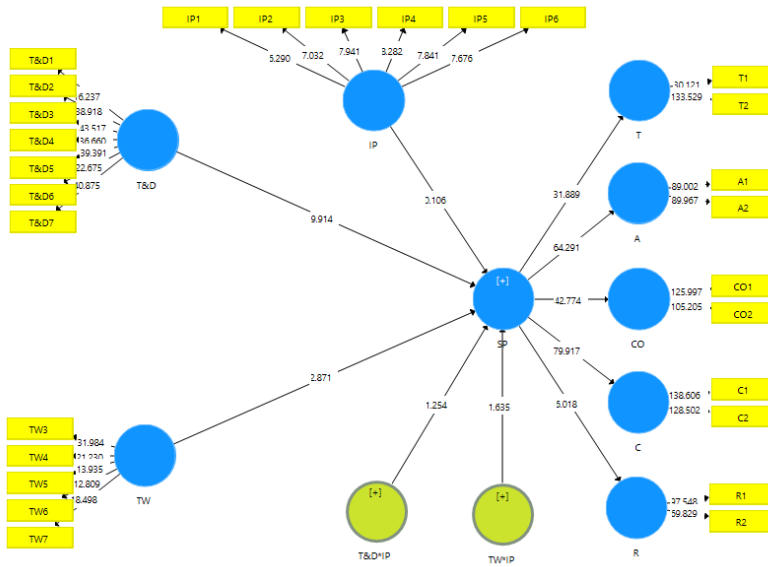 IP1 IP2 IP3 IP4 IP5 IP6
5.290 7.032 7.941 3.282 7.841 7.676
IP
T&D1
T&D2
T&D3
T&D4
T&D5
T&D6
T&D7
6.237
38.918
43.517
36.660
39.391
22.675
40.875
T&D
9.914
0.106
SP
[+]
2.871
TW3
TW4
TW5
TW6
TW7
31.984
21.230
13.935
12.809
18.498
TW
1.254
1.635
[+]
T&D*IP
[+]
TW*IP
31.889
64.291
42.774
79.917
5.018
T
133.529
T1
T2
A
89.002
89.967
A1
A2
CO
125.997
105.205
CO1
CO2
C
138.606
128.502
C1
C2
R
59.829
R1
R2